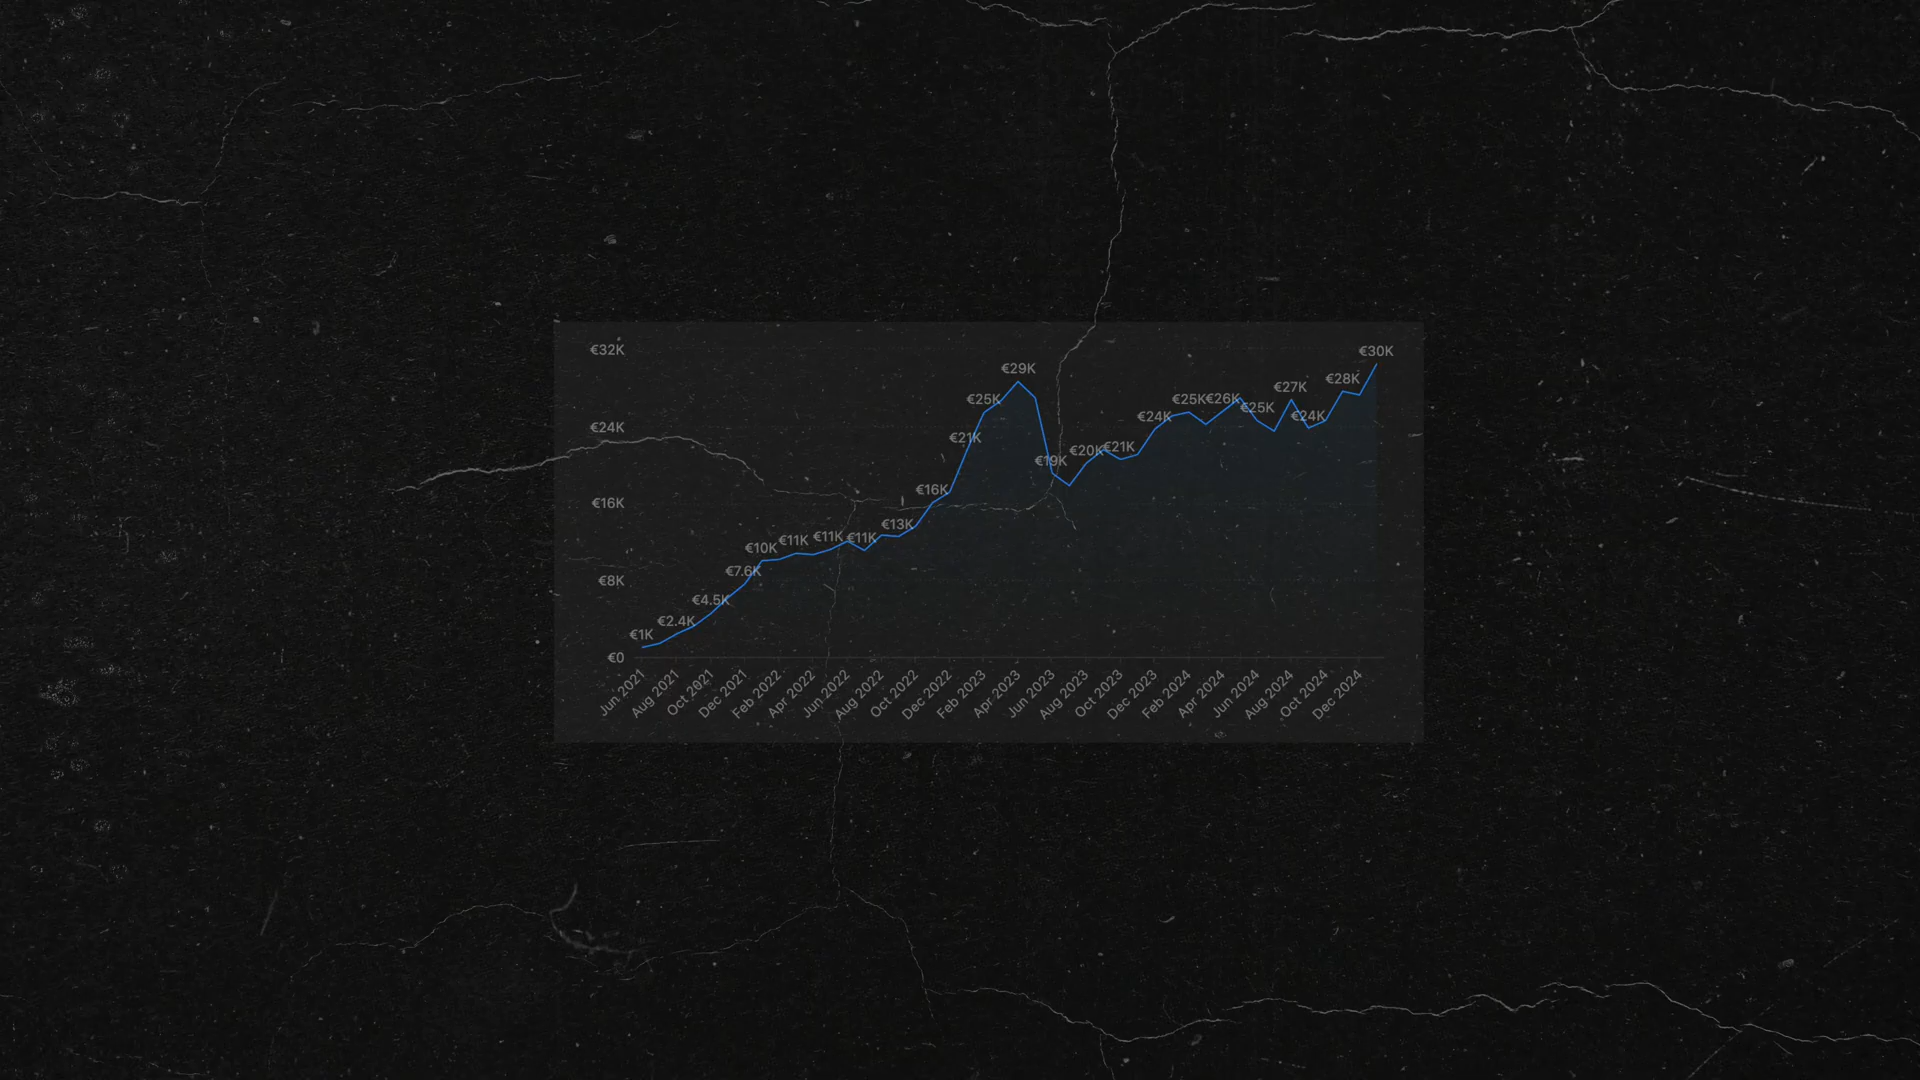 €32K
€24K
€16K
€8K
€0
€1K
€2.4K
€4.5K
€7.6K
€10K
€11K
€11K
€11K
€13K
€16K
€21K
€25K
€29K
€19K
€20K
€21K
€24K
€25K
€26K
€25K
€27K
€24K
€28K
€30K
Jun 2021
Aug 2021
Oct 2021
Dec 2021
Feb 2022
Apr 2022
Jun 2022
Aug 2022
Oct 2022
Dec 2022
Feb 2023
Apr 2023
Jun 2023
Aug 2023
Oct 2023
Dec 2023
Feb 2024
Apr 2024
Jun 2024
Aug 2024
Oct 2024
Dec 2024